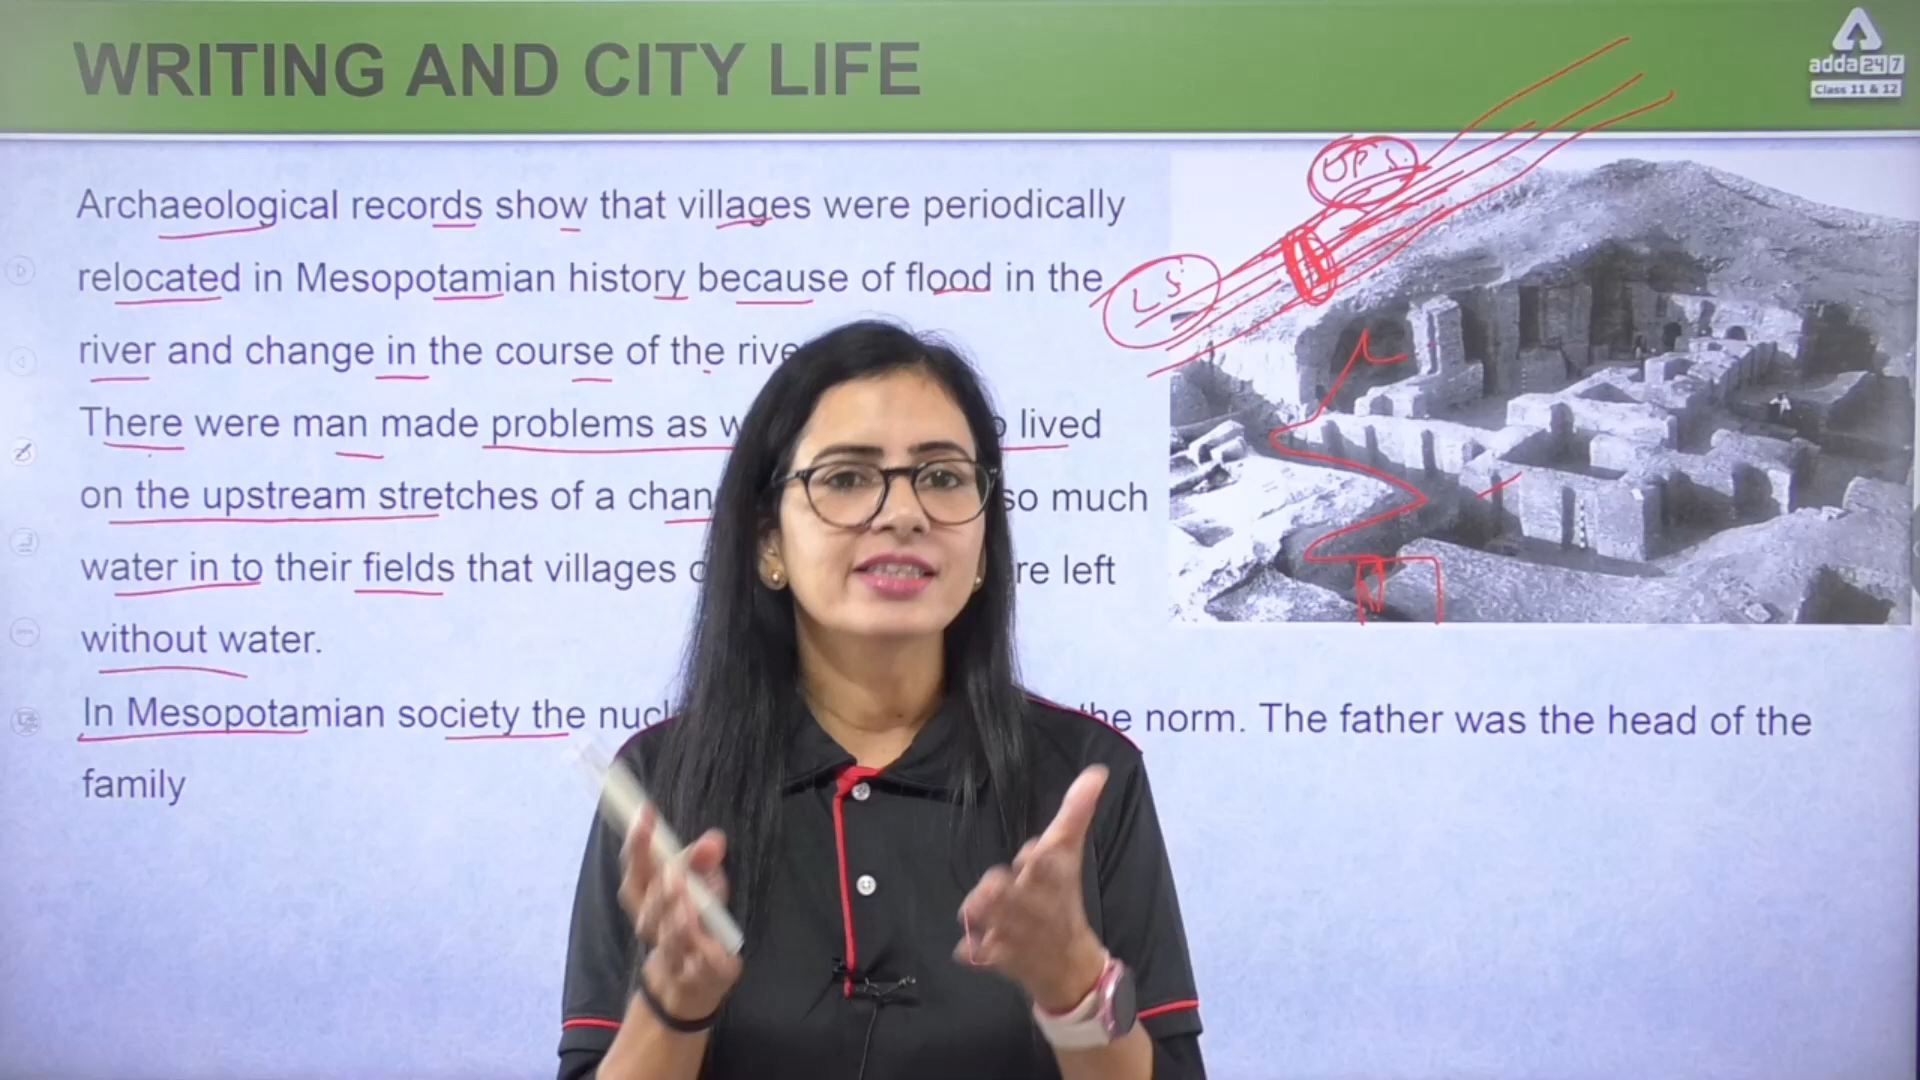 WRITING AND CITY LIFE
adda247
Class 11 & 12
Archaeological records show that villages were periodically
relocated in Mesopotamian history because of flood in the
river and change in the course of the
There were man made problems as lived
on the upstream stretches of a so much
water in to their fields that villages left
without water.
In Mesopotamian society the the norm. The father was the head of the
family
UP S.
LS